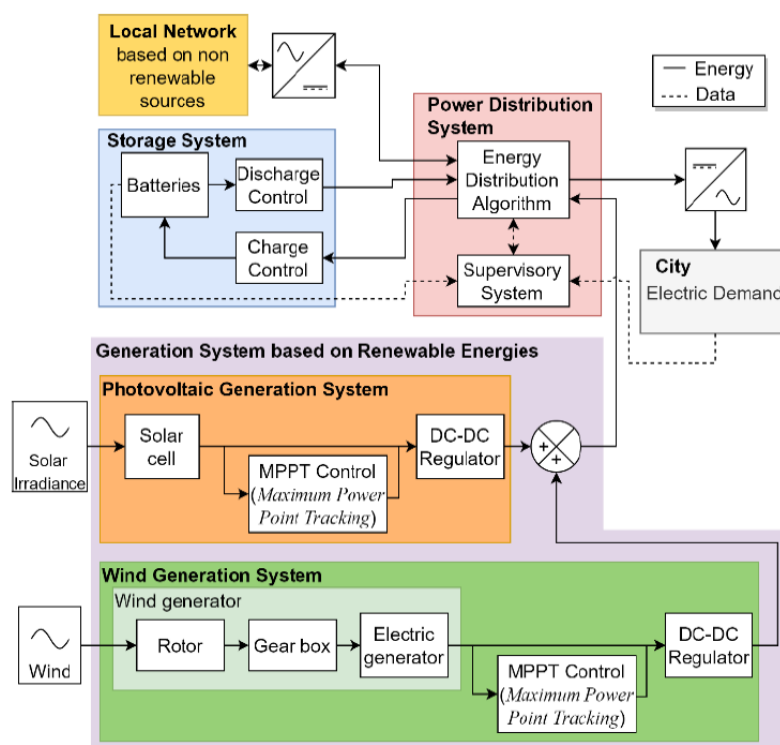 Local Network
based on non
renewable
sources
Energy
Data
Power Distribution
System
Storage System
Batteries
Discharge
Control
Energy
Distribution
Algorithm
Charge
Control
Supervisory
System
City
Electric Demand
Generation System based on Renewable Energies
Photovoltaic Generation System
Solar
Irradiance
Solar
cell
DC-DC
Regulator
MPPT Control
(Maximum Power
Point Tracking)
+
+
Wind Generation System
Wind generator
Wind
Rotor
Gear box
Electric
generator
DC-DC
Regulator
MPPT Control
(Maximum Power
Point Tracking)